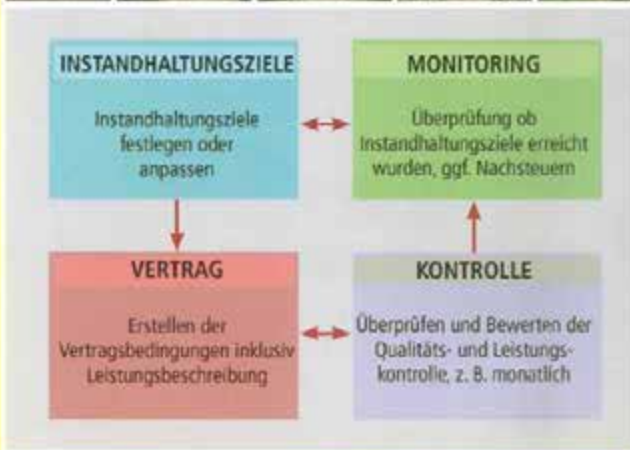 INSTANDHALTUNGSZIELE
Instandhaltungsziele
festlegen oder
anpassen
MONITORING
Überprüfung ob
Instandhaltungsziele erreicht
wurden, ggf. Nachsteuern
VERTRAG
Erstellen der
Vertragsbedingungen inklusiv
Leistungsbeschreibung
KONTROLLE
Überprüfen und Bewerten der
Qualitäts- und Leistungs-
kontrolle, z. B. monatlich